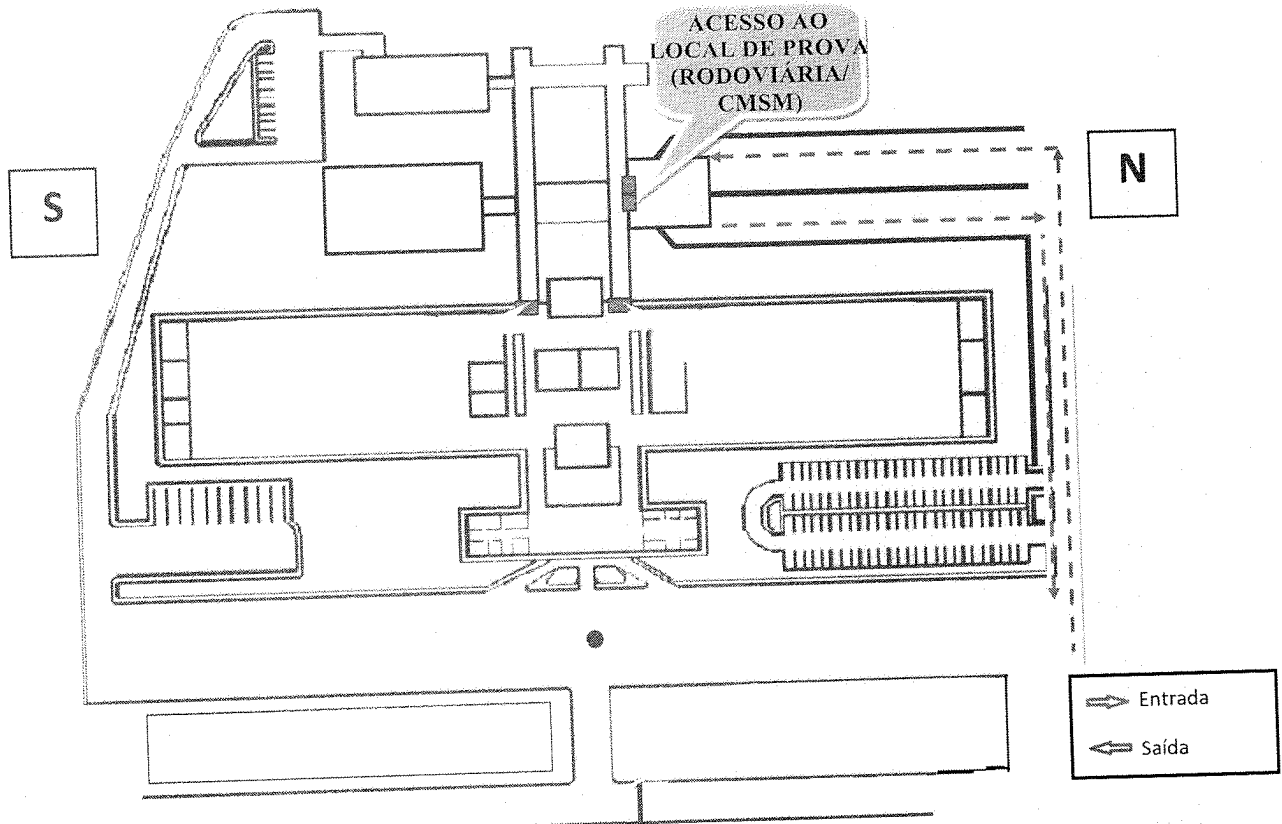 ACESSO AO
LOCAL DE PROVA
(RODOVIÁRIA/
CMSM)
S
N
Entrada
Saída